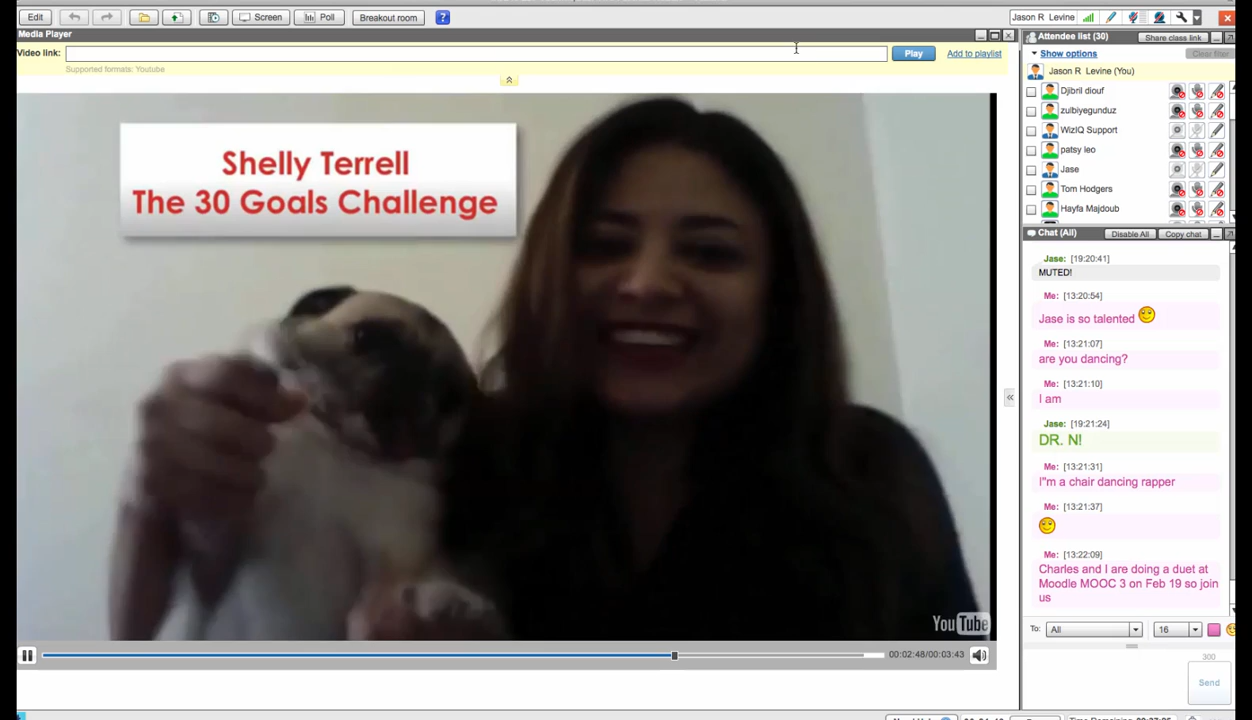 Edit
Screen
Poll
Breakout room
?
Jason R Levine
Media Player
Video link:
Play
Add to playlist
Supported formats: Youtube
Shelly Terrell
The 30 Goals Challenge
YouTube
00:02:48/00:03:43
Attendee list (30)
Share class link
Show options
Clear filter
Jason R Levine (You)
Djibril diouf
zulbiyegunduz
WizIQ Support
patsy leo
Jase
Tom Hodgers
Hayfa Majdoub
Chat (All)
Disable All
Copy chat
Jase: [19:20:41]
MUTED!
Me: [13:20:54]
Jase is so talented
Me: [13:21:07]
are you dancing?
Me: [13:21:10]
I am
Jase: [19:21:24]
DR. N!
Me: [13:21:31]
I"m a chair dancing rapper
Me: [13:21:37]
Me: [13:22:09]
Charles and I are doing a duet at
Moodle MOOC 3 on Feb 19 so join
us
To:
All
16
300
Send